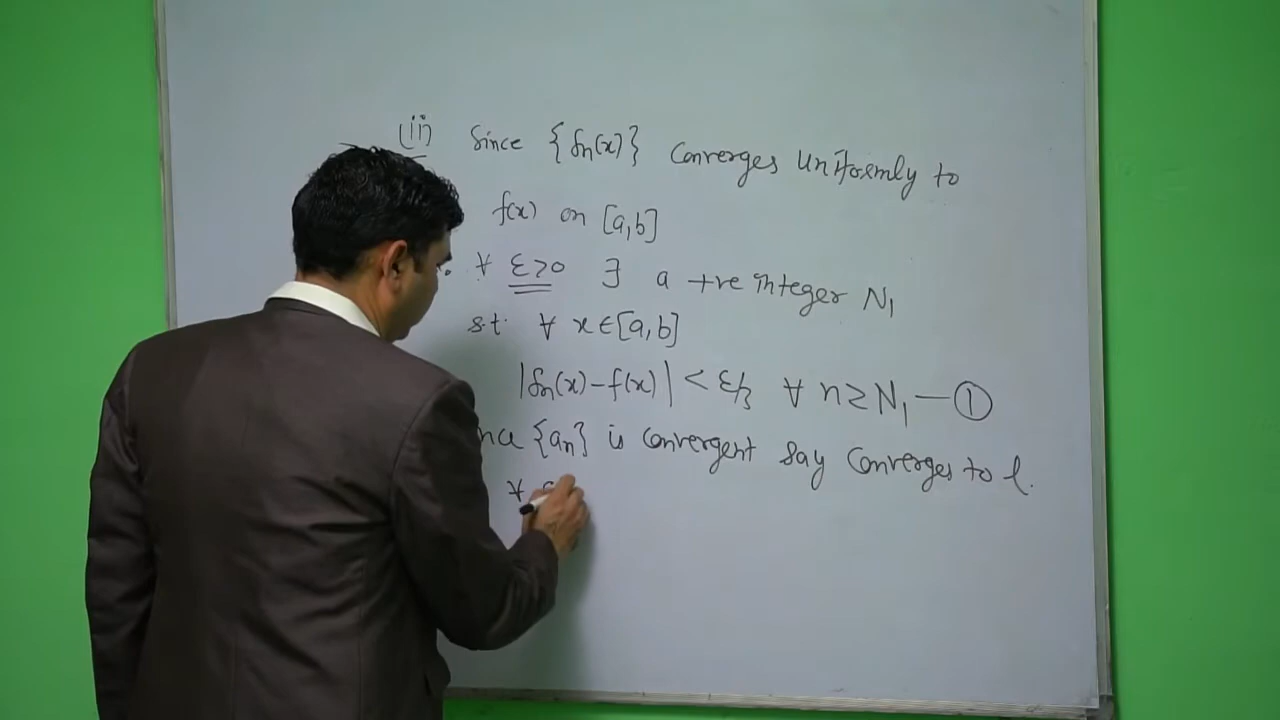 (ii) Since {fn(x)} converges uniformly to
f(x) on [a,b]
∀ ε>0 ∃ a +ve integer N₁
s.t. ∀ x∈[a,b]
|fn(x)-f(x)| < ε/3 ∀ n≥N₁ — ①
{an} is convergent say converges to l.
∀